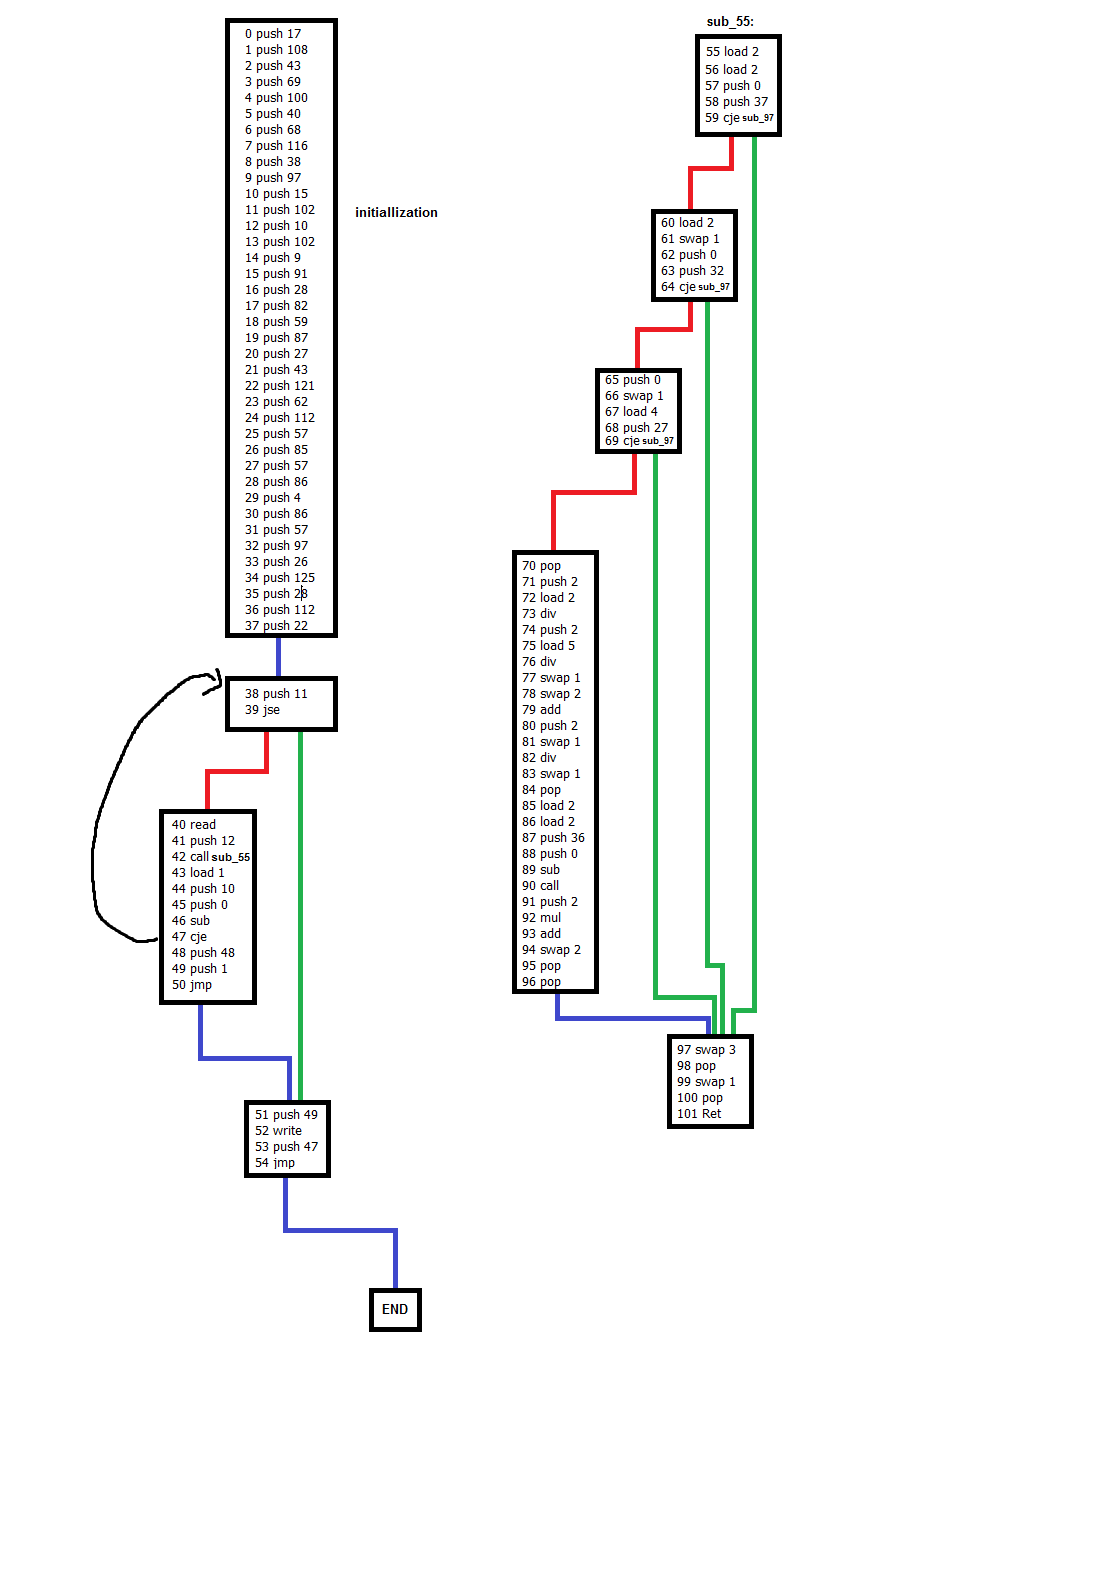 0 push 17
1 push 108
2 push 43
3 push 69
4 push 100
5 push 40
6 push 68
7 push 116
8 push 38
9 push 97
10 push 15
11 push 102
12 push 10
13 push 102
14 push 9
15 push 91
16 push 28
17 push 82
18 push 59
19 push 87
20 push 27
21 push 43
22 push 121
23 push 62
24 push 112
25 push 57
26 push 85
27 push 57
28 push 86
29 push 4
30 push 86
31 push 57
32 push 97
33 push 26
34 push 125
35 push 28
36 push 112
37 push 22
initiallization
38 push 11
39 jse
40 read
41 push 12
42 call sub_55
43 load 1
44 push 10
45 push 0
46 sub
47 cje
48 push 48
49 push 1
50 jmp
51 push 49
52 write
53 push 47
54 jmp
END
sub_55:
55 load 2
56 load 2
57 push 0
58 push 37
59 cje sub_97
60 load 2
61 swap 1
62 push 0
63 push 32
64 cje sub_97
65 push 0
66 swap 1
67 load 4
68 push 27
69 cje sub_97
70 pop
71 push 2
72 load 2
73 div
74 push 2
75 load 5
76 div
77 swap 1
78 swap 2
79 add
80 push 2
81 swap 1
82 div
83 swap 1
84 pop
85 load 2
86 load 2
87 push 36
88 push 0
89 sub
90 call
91 push 2
92 mul
93 add
94 swap 2
95 pop
96 pop
97 swap 3
98 pop
99 swap 1
100 pop
101 Ret